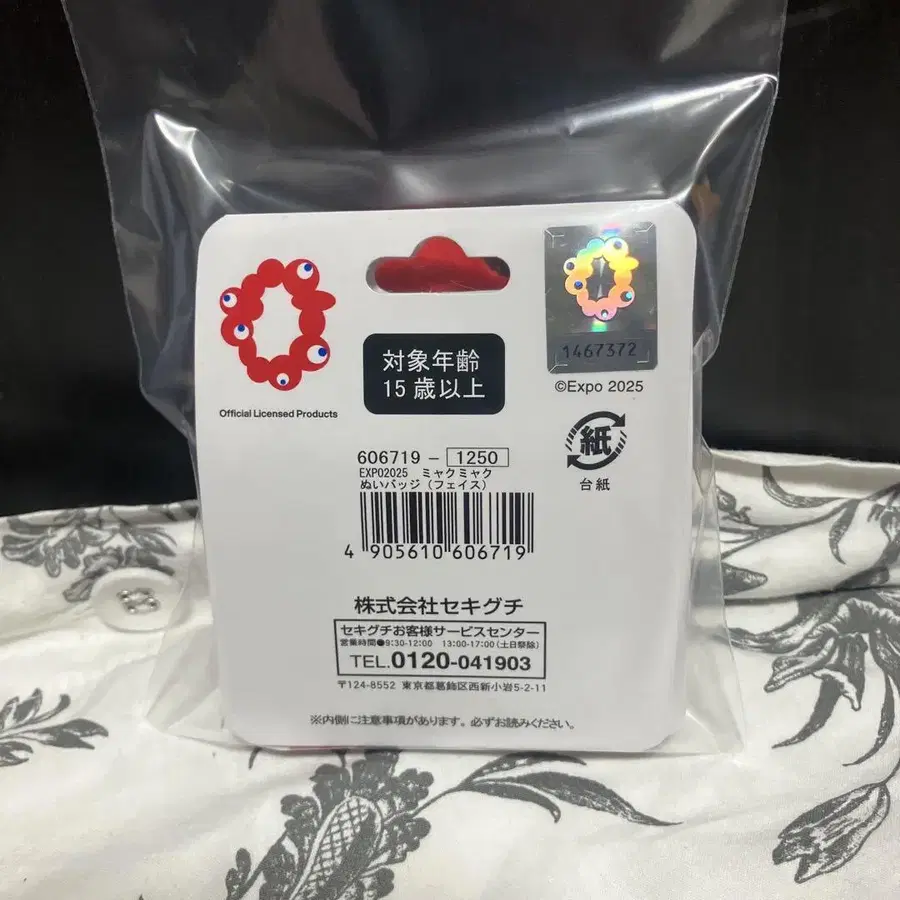 Official Licensed Products
対象年齢
15歳以上
1467372
©Expo 2025
紙
台紙
606719-1250
EXPO2025 ミャクミャク
ぬいバッジ(フェイス)
4 905610 606719
株式会社セキグチ
セキグチお客様サービスセンター
営業時間●9:30-12:00 13:00-17:00(土日祭除)
TEL.0120-041903
〒124-8552 東京都葛飾区西新小岩5-2-11
※内側に注意事項があります。必ずお読みください。